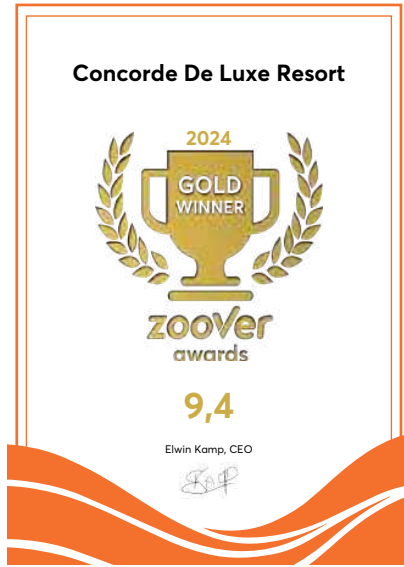 Concorde De Luxe Resort
2024
GOLD
WINNER
zoover
awards
9,4
Elwin Kamp, CEO